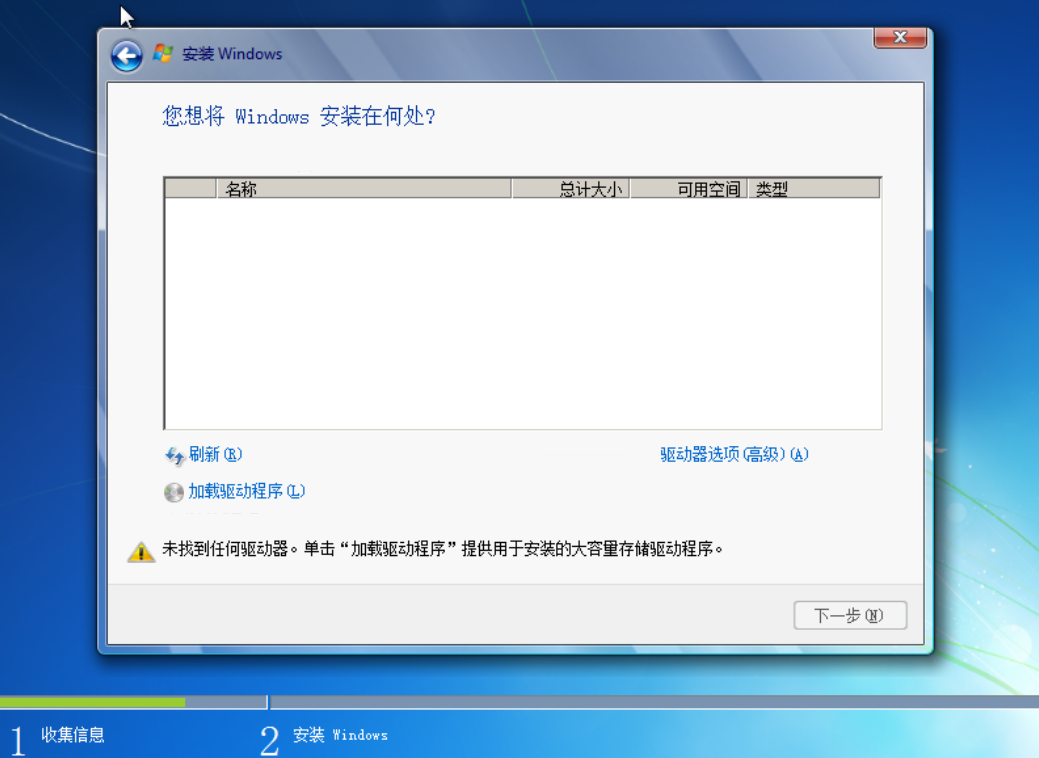 安装 Windows
您想将 Windows 安装在何处?
名称 总计大小 可用空间 类型
刷新(R) 驱动器选项(高级)(A)
加载驱动程序(L)
未找到任何驱动器。单击“加载驱动程序”提供用于安装的大容量存储驱动程序。
下一步(N)
1 收集信息 2 安装 Windows